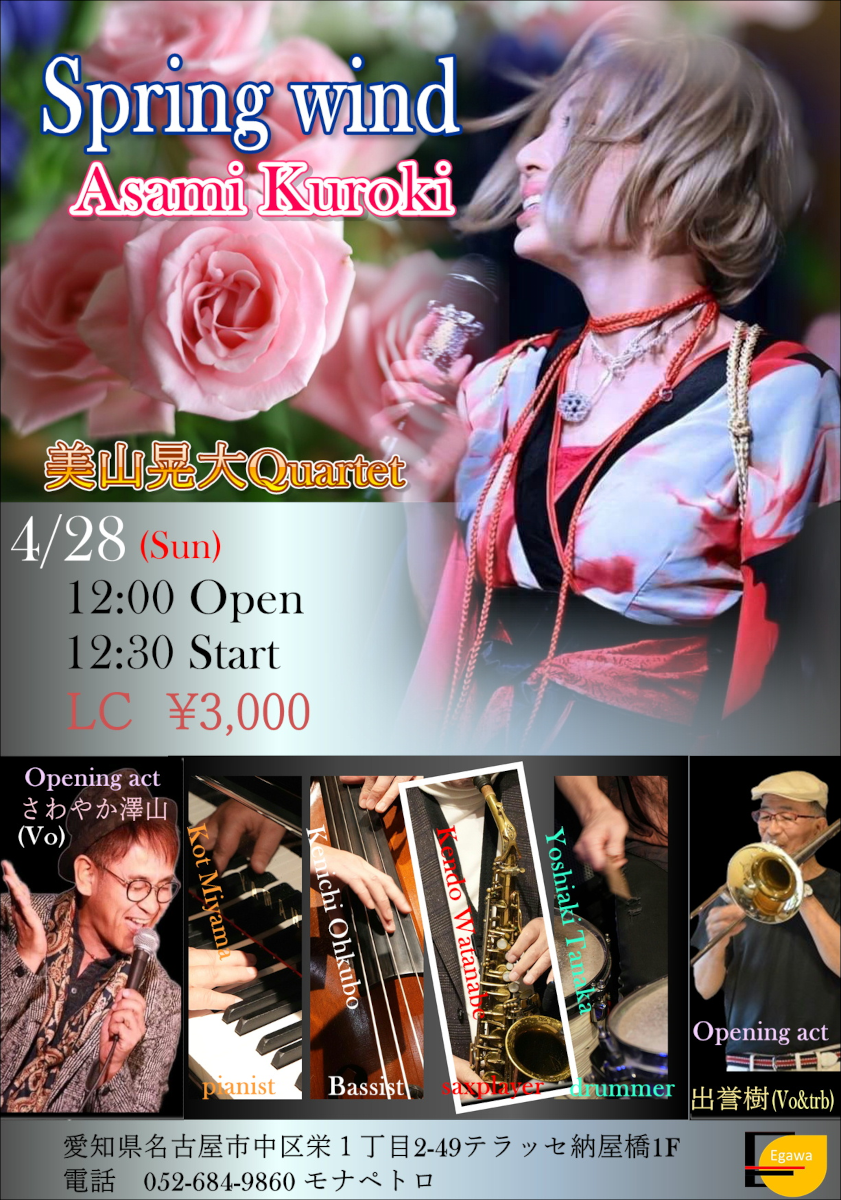 Spring wind
Asami Kuroki
美山晃大Quartet
4/28 (Sun)
12:00 Open
12:30 Start
LC ¥3,000
Opening act
さわやか澤山
(Vo)
Kot Miyama
pianist
Kenichi Ohkubo
Bassist
Kendo Watanabe
saxplayer
Yoshiaki Tanaka
drummer
Opening act
出誉樹(Vo&trb)
愛知県名古屋市中区栄１丁目2-49テラッセ納屋橋1F
電話 052-684-9860 モナペトロ
Egawa